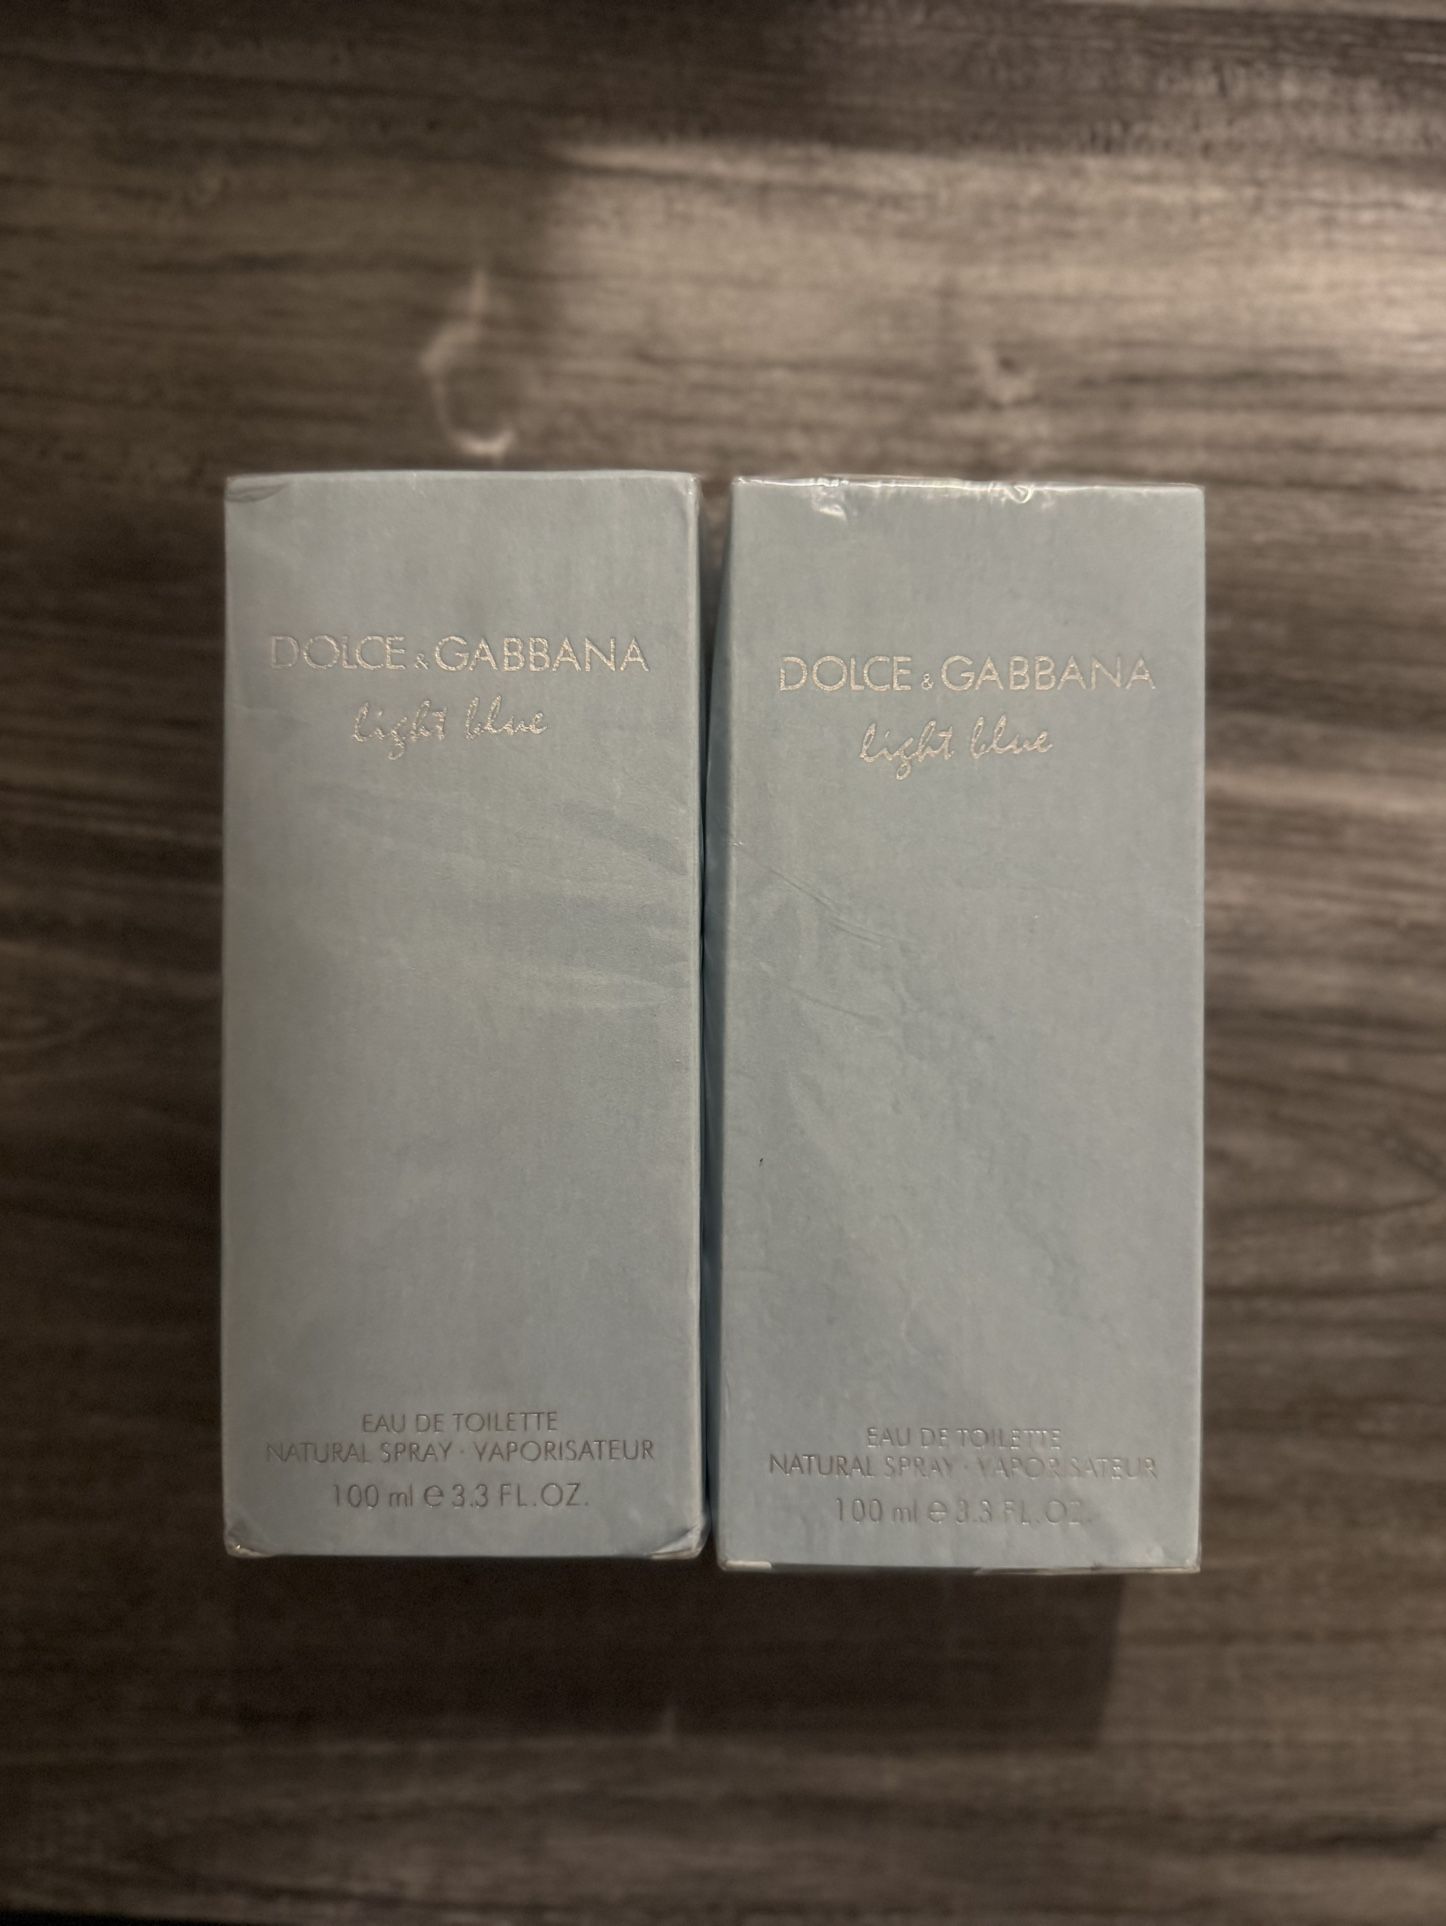 DOLCE & GABBANA
light blue
EAU DE TOILETTE
NATURAL SPRAY · VAPORISATEUR
100 ml e 3.3 FL.OZ.
DOLCE & GABBANA
light blue
EAU DE TOILETTE
NATURAL SPRAY · VAPORISATEUR
100 ml e 3.3 FL.OZ.